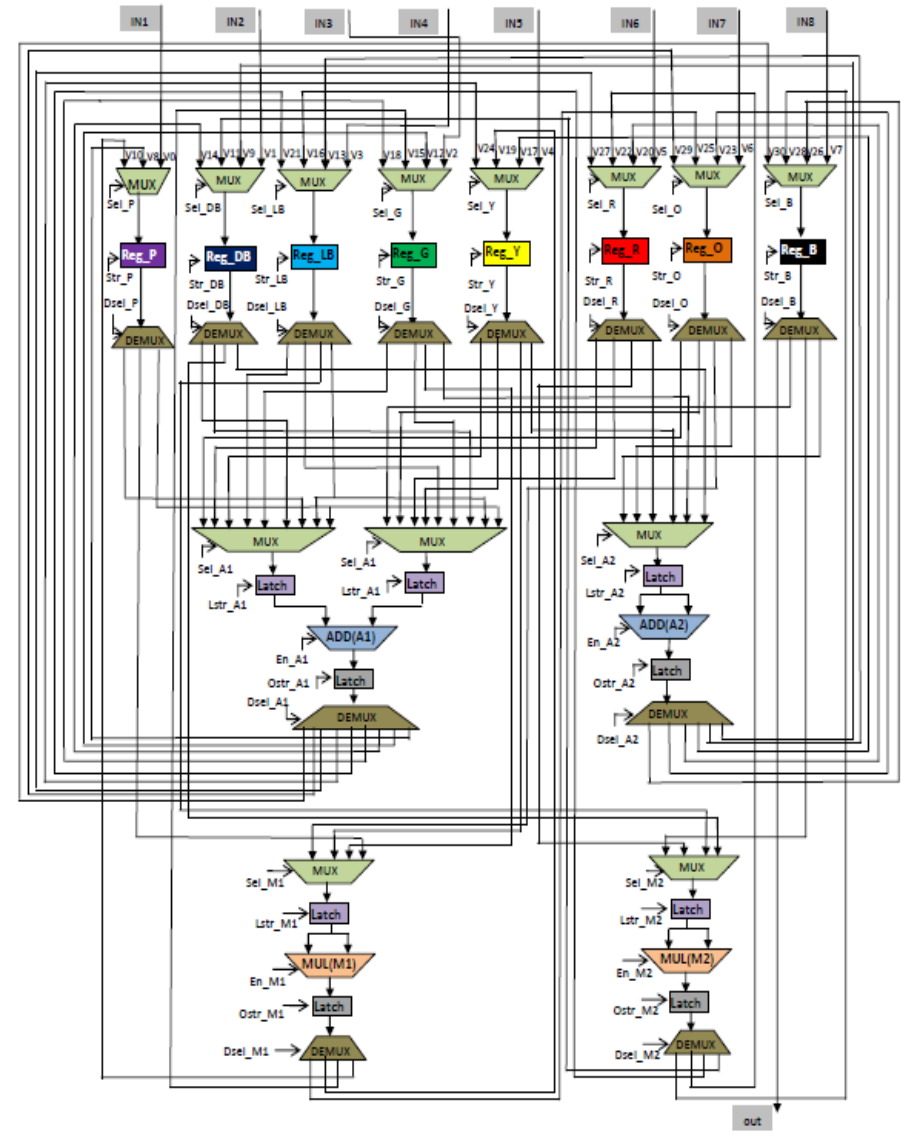 IN1 IN2 IN3 IN4 IN5 IN6 IN7 IN8
V10 V8 V0 V14 V11 V9 V1 V21 V16 V13 V3 V18 V15 V12 V2 V24 V19 V17 V4 V27 V22 V20 V5 V29 V25 V23 V6 V30 V28 V26 V7
MUX MUX MUX MUX MUX MUX MUX MUX
Sel_P Sel_DB Sel_LB Sel_G Sel_Y Sel_R Sel_O Sel_B
Reg_P Reg_DB Reg_LB Reg_G Reg_Y Reg_R Reg_O Reg_B
Str_P Str_DB Str_LB Str_G Str_Y Str_R Str_O Str_B
Dsel_P Dsel_DB Dsel_LB Dsel_G Dsel_Y Dsel_R Dsel_O Dsel_B
DEMUX DEMUX DEMUX DEMUX DEMUX DEMUX DEMUX DEMUX
MUX MUX MUX
Sel_A1 Sel_A1 Sel_A2
Latch Latch Latch
Lstr_A1 Lstr_A1 Lstr_A2
ADD(A1) ADD(A2)
En_A1 En_A2
Latch Latch
Ostr_A1 Ostr_A2
Dsel_A1
DEMUX DEMUX
Dsel_A2
MUX MUX
Sel_M1 Sel_M2
Latch Latch
Lstr_M1 Lstr_M2
MUL(M1) MUL(M2)
En_M1 En_M2
Latch Latch
Ostr_M1 Ostr_M2
DEMUX DEMUX
Dsel_M1 Dsel_M2
out